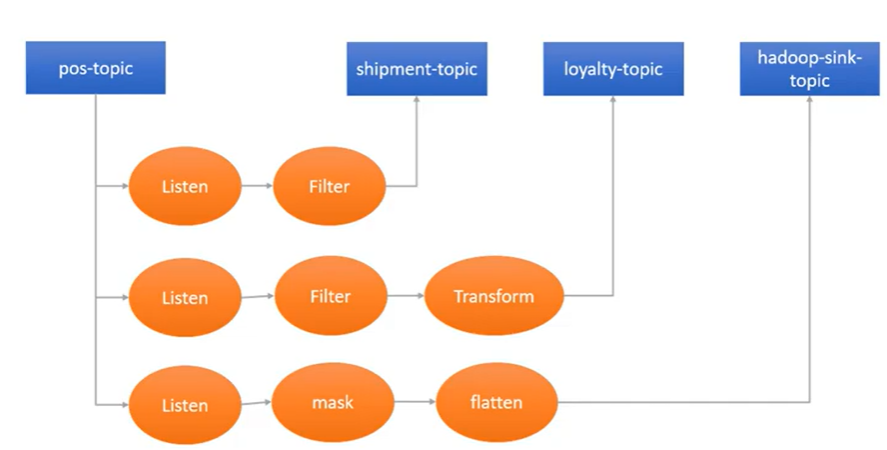 pos-topic
shipment-topic
loyalty-topic
hadoop-sink-
topic
Listen
Filter
Listen
Filter
Transform
Listen
mask
flatten